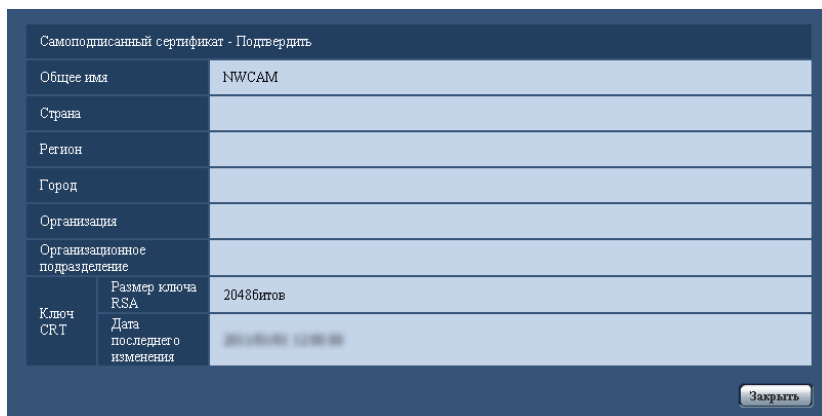 Самоподписанный сертификат - Подтвердить
Общее имя NWCAM
Страна
Регион
Город
Организация
Организационное
подразделение
Ключ
CRT
Размер ключа
RSA
2048битов
Дата
последнего
изменения
Закрыть